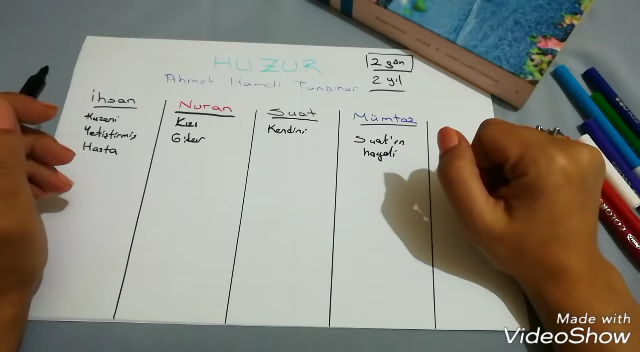 HUZUR
Ahmet Hamdi Tanpınar
2 gün
2 yıl
İhsan
Kuzeni
Yetiştirmiş
Hasta
Nuran
Kızı
Gider
Suat
Kendini
Mümtaz
Suat'ın
hayali
Made with
VideoShow